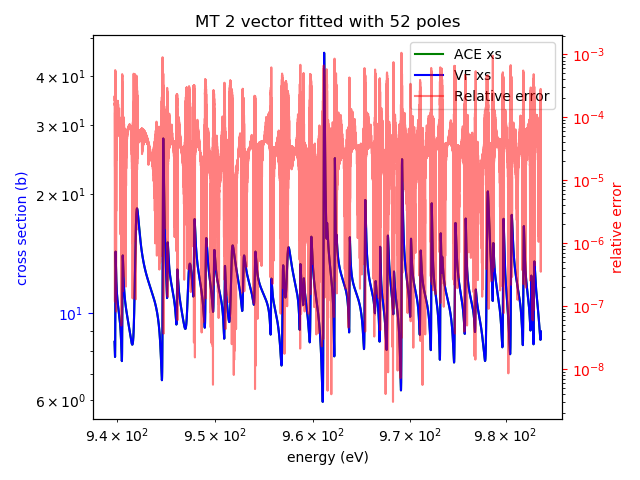 MT 2 vector fitted with 52 poles
ACE xs
VF xs
Relative error
4 × 10¹
3 × 10¹
2 × 10¹
10¹
6 × 10⁰
cross section (b)
10⁻³
10⁻⁴
10⁻⁵
10⁻⁶
10⁻⁷
10⁻⁸
relative error
9.4 × 10² 9.5 × 10² 9.6 × 10² 9.7 × 10² 9.8 × 10²
energy (eV)